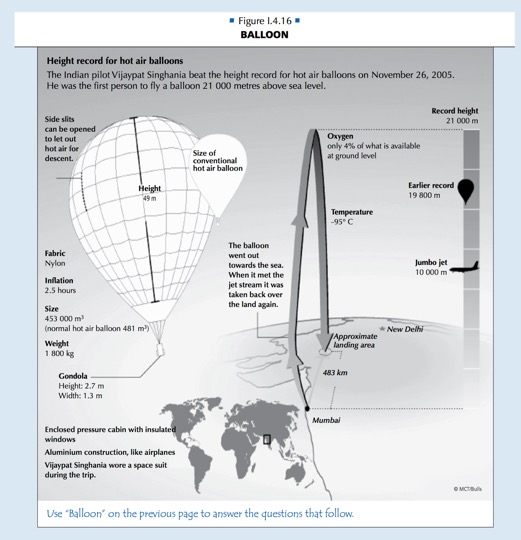 Figure I.4.16
BALLOON
Height record for hot air balloons
The Indian pilot Vijaypat Singhania beat the height record for hot air balloons on November 26, 2005.
He was the first person to fly a balloon 21 000 metres above sea level.
Record height
21 000 m
Side slits
can be opened
to let out
hot air for
descent.
Size of
conventional
hot air balloon
Height
49 m
Oxygen
only 4% of what is available
at ground level
Earlier record
19 800 m
Temperature
–95° C
The balloon
went out
towards the sea.
When it met the
jet stream it was
taken back over
the land again.
Jumbo jet
10 000 m
Fabric
Nylon
Inflation
2.5 hours
Size
453 000 m³
(normal hot air balloon 481 m³)
Weight
1 800 kg
Gondola
Height: 2.7 m
Width: 1.3 m
New Delhi
Approximate
landing area
483 km
Mumbai
Enclosed pressure cabin with insulated
windows
Aluminium construction, like airplanes
Vijaypat Singhania wore a space suit
during the trip.
© MCT/Bulls
Use "Balloon" on the previous page to answer the questions that follow.